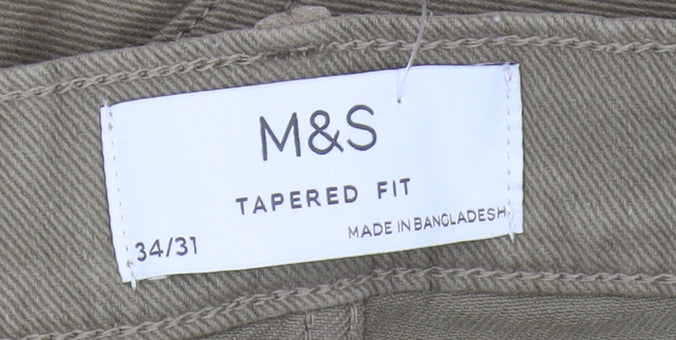 M&S
TAPERED FIT
34/31
MADE IN BANGLADESH